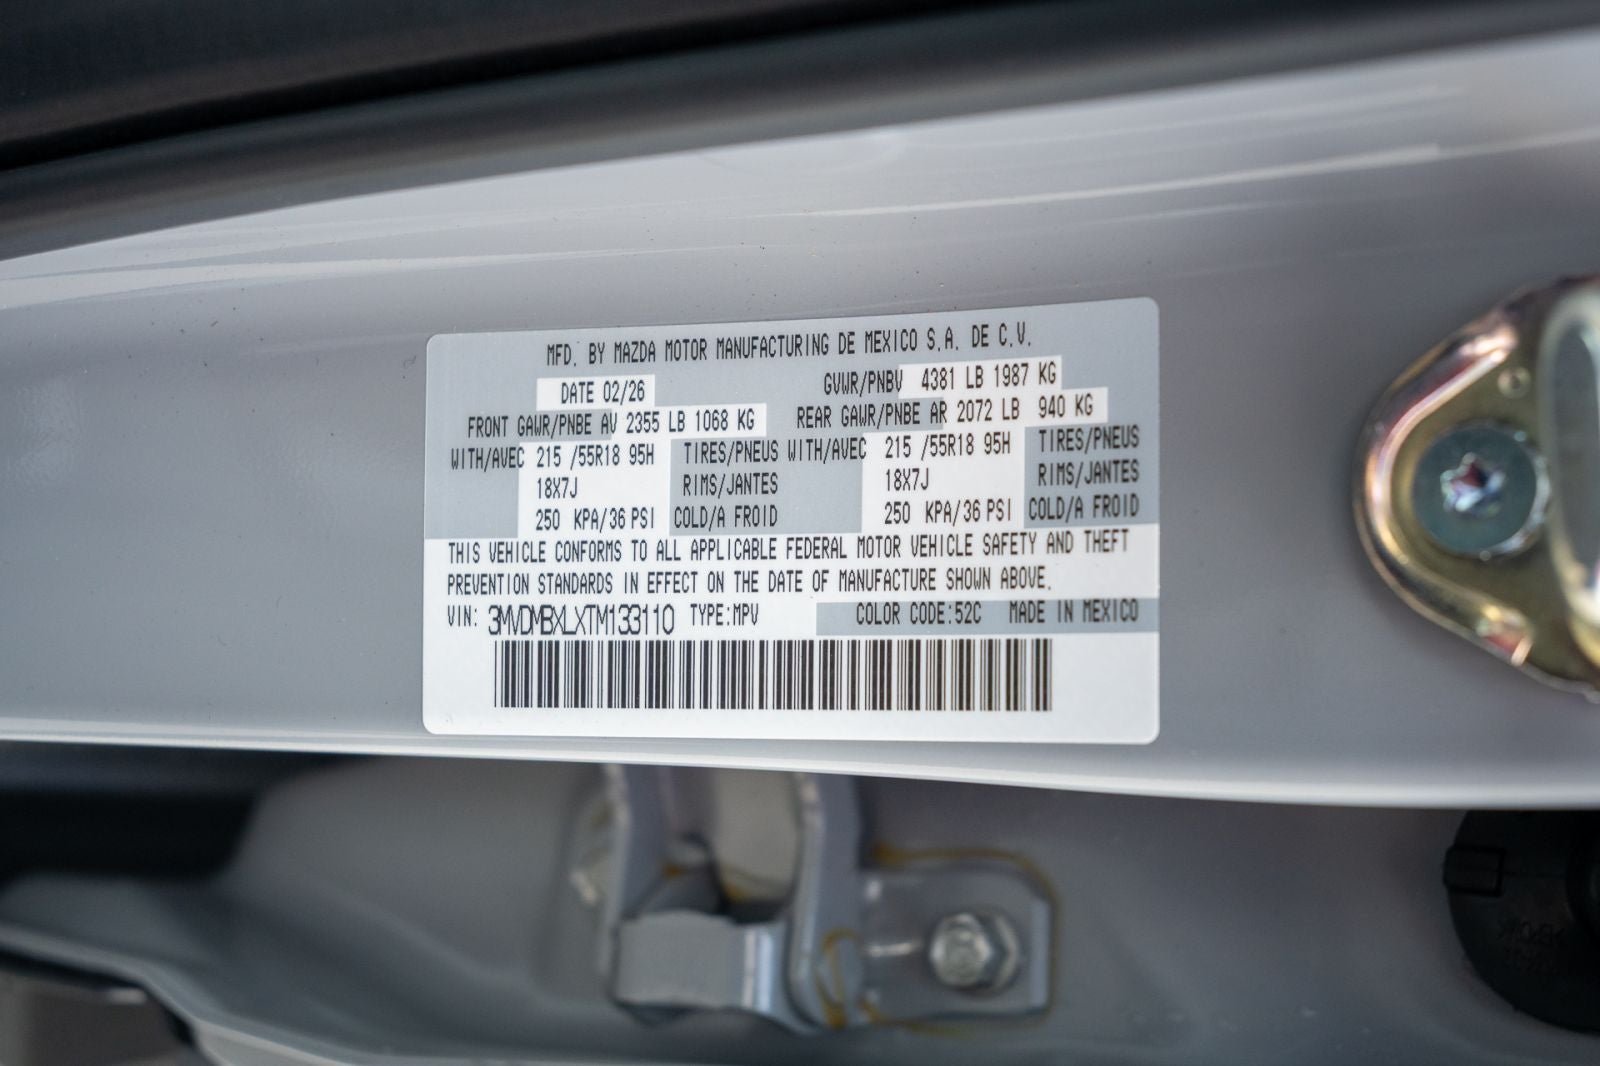 MFD. BY MAZDA MOTOR MANUFACTURING DE MEXICO S.A. DE C.V.
DATE 02/26 GVWR/PNBV 4381 LB 1987 KG
FRONT GAWR/PNBE AV 2355 LB 1068 KG REAR GAWR/PNBE AR 2072 LB 940 KG
WITH/AVEC 215 /55R18 95H TIRES/PNEUS WITH/AVEC 215 /55R18 95H TIRES/PNEUS
18X7J RIMS/JANTES 18X7J RIMS/JANTES
250 KPA/36 PSI COLD/A FROID 250 KPA/36 PSI COLD/A FROID
THIS VEHICLE CONFORMS TO ALL APPLICABLE FEDERAL MOTOR VEHICLE SAFETY AND THEFT
PREVENTION STANDARDS IN EFFECT ON THE DATE OF MANUFACTURE SHOWN ABOVE.
VIN: 3MVDMBXLXTM133110 TYPE:MPV COLOR CODE:52C MADE IN MEXICO